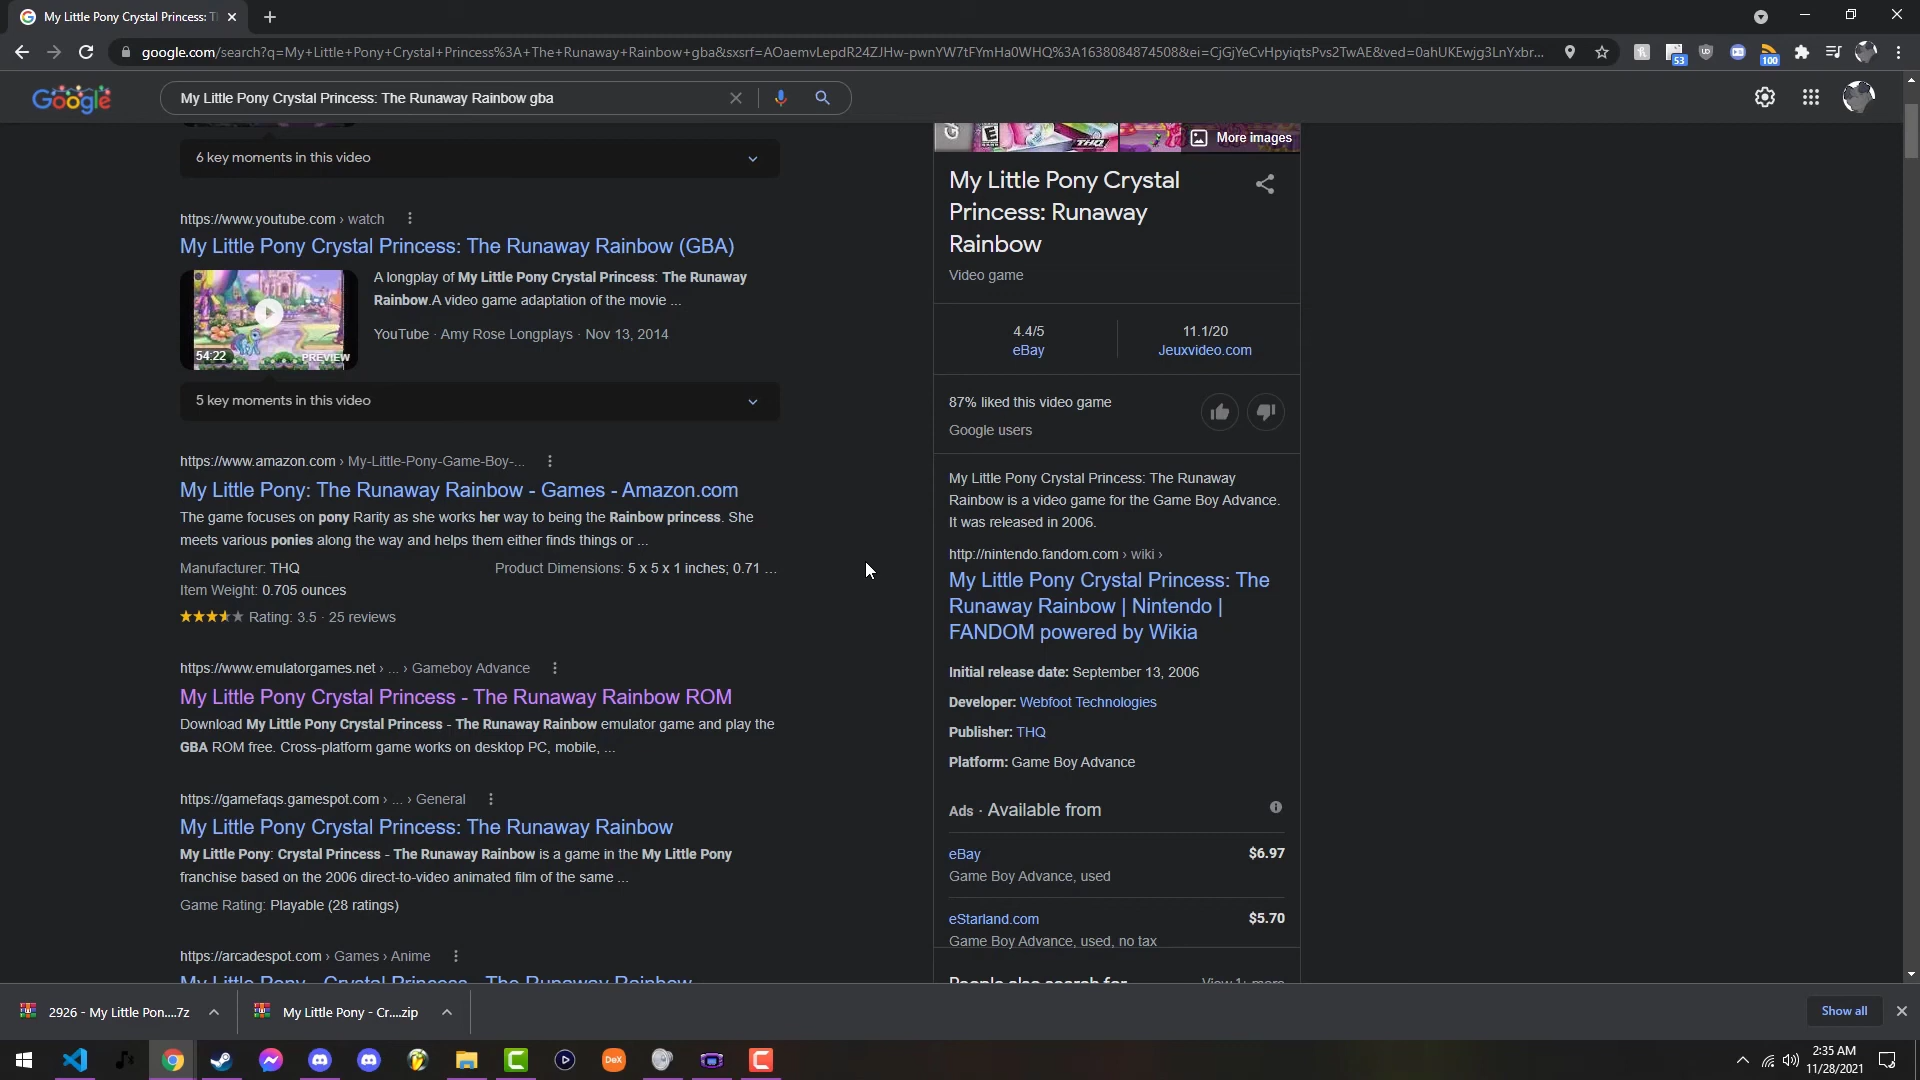 My Little Pony Crystal Princess: T
google.com/search?q=My+Little+Pony+Crystal+Princess%3A+The+Runaway+Rainbow+gba&sxsrf=AOaemvLepdR24ZJHw-pwnYW7tFYmHa0WHQ%3A1638084874508&ei=CjGjYeCvHpyiqtsPvs2TwAE&ved=0ahUKEwjg3LnYxbr...
53
100
Google
My Little Pony Crystal Princess: The Runaway Rainbow gba
6 key moments in this video
https://www.youtube.com › watch
My Little Pony Crystal Princess: The Runaway Rainbow (GBA)
A longplay of My Little Pony Crystal Princess: The Runaway
Rainbow.A video game adaptation of the movie ...
YouTube · Amy Rose Longplays · Nov 13, 2014
54:22
PREVIEW
5 key moments in this video
https://www.amazon.com › My-Little-Pony-Game-Boy-...
My Little Pony: The Runaway Rainbow - Games - Amazon.com
The game focuses on pony Rarity as she works her way to being the Rainbow princess. She
meets various ponies along the way and helps them either finds things or ...
Manufacturer: THQ
Product Dimensions: 5 x 5 x 1 inches; 0.71 ...
Item Weight: 0.705 ounces
Rating: 3.5 · 25 reviews
https://www.emulatorgames.net › ... › Gameboy Advance
My Little Pony Crystal Princess - The Runaway Rainbow ROM
Download My Little Pony Crystal Princess - The Runaway Rainbow emulator game and play the
GBA ROM free. Cross-platform game works on desktop PC, mobile, ...
https://gamefaqs.gamespot.com › ... › General
My Little Pony Crystal Princess: The Runaway Rainbow
My Little Pony: Crystal Princess - The Runaway Rainbow is a game in the My Little Pony
franchise based on the 2006 direct-to-video animated film of the same ...
Game Rating: Playable (28 ratings)
https://arcadespot.com › Games › Anime
My Little Pony - Crystal Princess - The Runaway Rainbow
THQ
More images
My Little Pony Crystal
Princess: Runaway
Rainbow
Video game
4.4/5
eBay
11.1/20
Jeuxvideo.com
87% liked this video game
Google users
My Little Pony Crystal Princess: The Runaway
Rainbow is a video game for the Game Boy Advance.
It was released in 2006.
http://nintendo.fandom.com › wiki ›
My Little Pony Crystal Princess: The
Runaway Rainbow | Nintendo |
FANDOM powered by Wikia
Initial release date: September 13, 2006
Developer: Webfoot Technologies
Publisher: THQ
Platform: Game Boy Advance
Ads · Available from
eBay
$6.97
Game Boy Advance, used
eStarland.com
$5.70
Game Boy Advance, used, no tax
People also search for
2926 - My Little Pon....7z
My Little Pony - Cr....zip
Show all
DeX
2:35 AM
11/28/2021